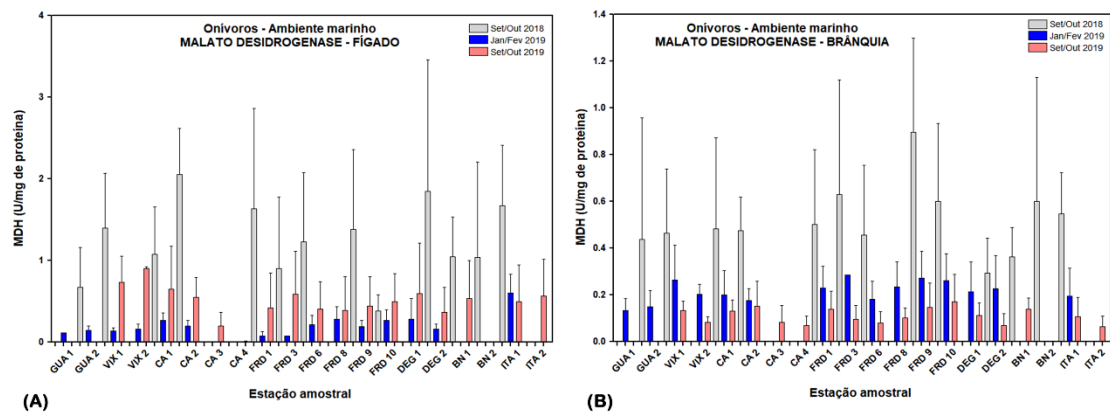 Onívoros - Ambiente marinho
MALATO DESIDROGENASE - FÍGADO
Set/Out 2018
Jan/Fev 2019
Set/Out 2019
MDH (U/mg de proteína)
4
3
2
1
0
GUA 1 GUA 2 VIX 1 VIX 2 CA 1 CA 2 CA 3 CA 4 FRD 1 FRD 3 FRD 6 FRD 8 FRD 9 FRD 10 DEG 1 DEG 2 BN 1 BN 2 ITA 1 ITA 2
Estação amostral
(A)
Onívoros - Ambiente marinho
MALATO DESIDROGENASE - BRÂNQUIA
Set/Out 2018
Jan/Fev 2019
Set/Out 2019
MDH (U/mg de proteína)
1.4
1.2
1.0
0.8
0.6
0.4
0.2
0.0
GUA 1 GUA 2 VIX 1 VIX 2 CA 1 CA 2 CA 3 CA 4 FRD 1 FRD 3 FRD 6 FRD 8 FRD 9 FRD 10 DEG 1 DEG 2 BN 1 BN 2 ITA 1 ITA 2
Estação amostral
(B)